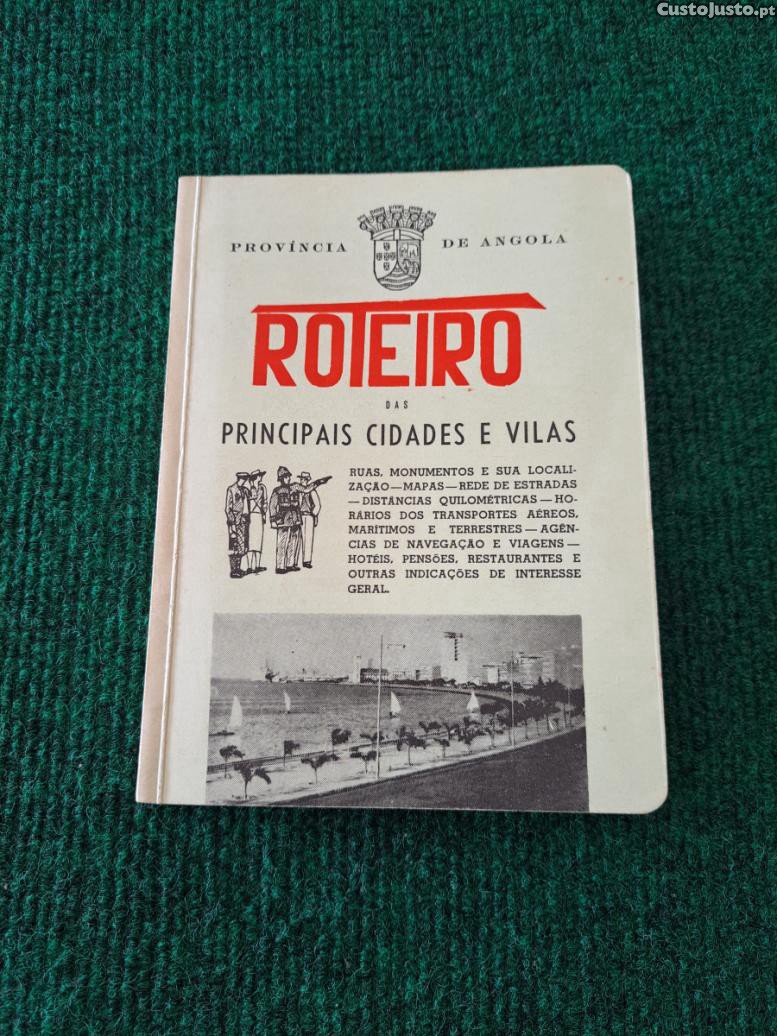 CustoJusto.pt
PROVÍNCIA DE ANGOLA
ROTEIRO
DAS
PRINCIPAIS CIDADES E VILAS
RUAS, MONUMENTOS E SUA LOCALI-
ZAÇÃO—MAPAS—REDE DE ESTRADAS
— DISTÂNCIAS QUILOMÉTRICAS — HO-
RÁRIOS DOS TRANSPORTES AÉREOS,
MARÍTIMOS E TERRESTRES — AGÊN-
CIAS DE NAVEGAÇÃO E VIAGENS —
HOTÉIS, PENSÕES, RESTAURANTES E
OUTRAS INDICAÇÕES DE INTERESSE
GERAL.